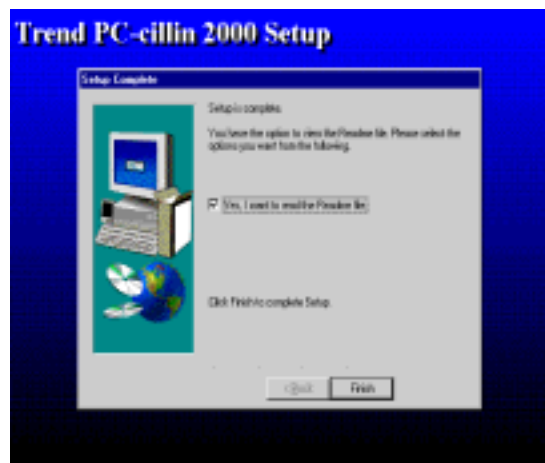 Trend PC-cillin 2000 Setup
Setup Complete
Setup is complete.
You have the option to view the Readme file. Please select the
options you want from the following.
Yes, I want to read the Readme file
Click Finish to complete Setup.
< Back
Finish